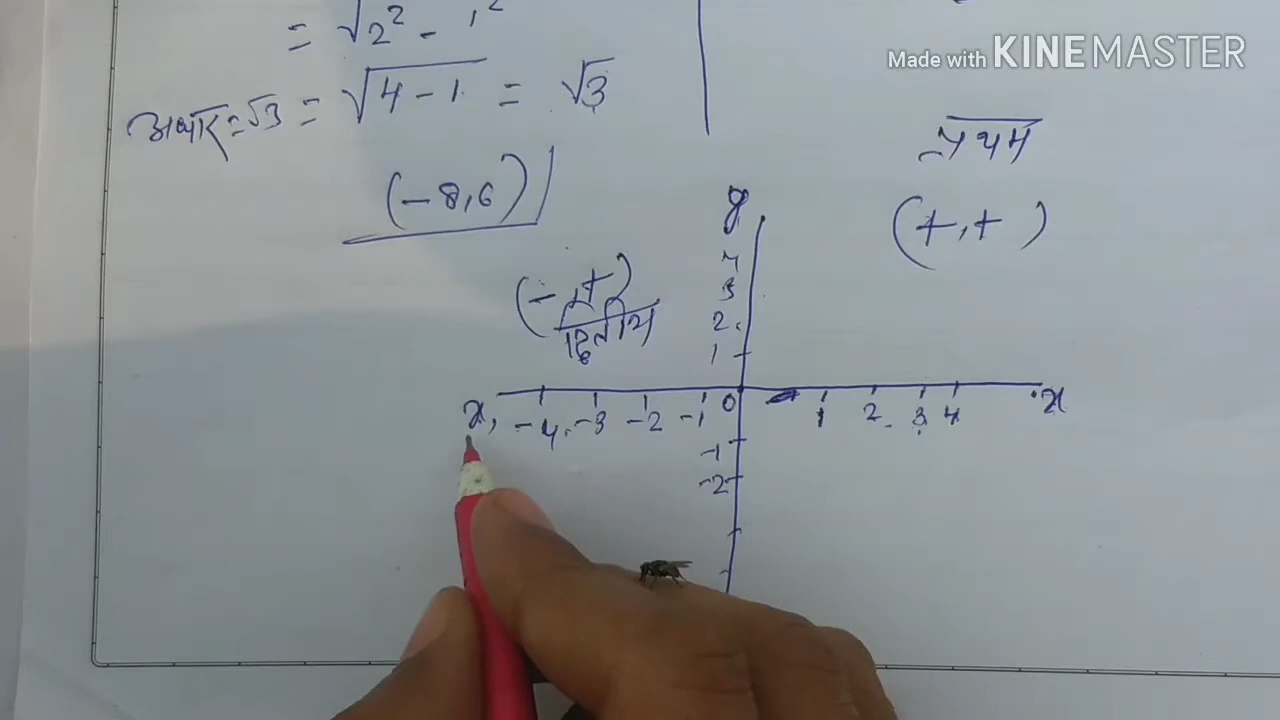 = √2² - 1²
आधार = √3 = √4 - 1 = √3
(-8,6)
Made with KINEMASTER
प्रथम
(+,+)
(-,+)
द्वितीय
y
4
3
2
1
x, -4 -3 -2 -1 0 1 2 3 4 x
-1
-2